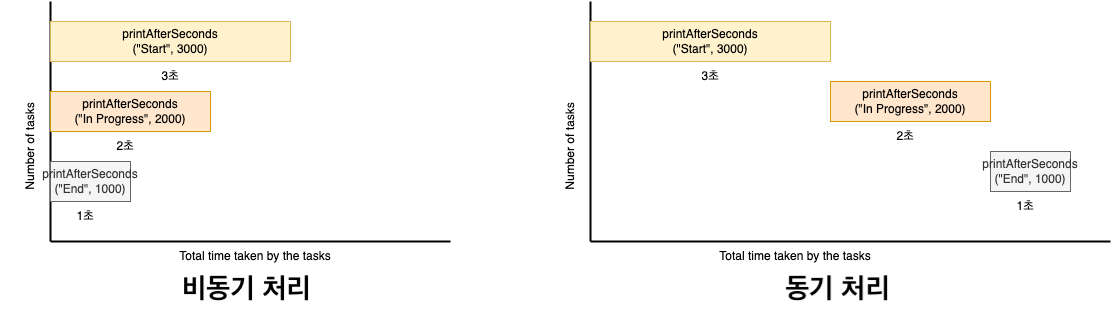 printAfterSeconds
("Start", 3000)
3초
printAfterSeconds
("In Progress", 2000)
2초
printAfterSeconds
("End", 1000)
1초
Number of tasks
Total time taken by the tasks
비동기 처리
printAfterSeconds
("Start", 3000)
3초
printAfterSeconds
("In Progress", 2000)
2초
printAfterSeconds
("End", 1000)
1초
Number of tasks
Total time taken by the tasks
동기 처리